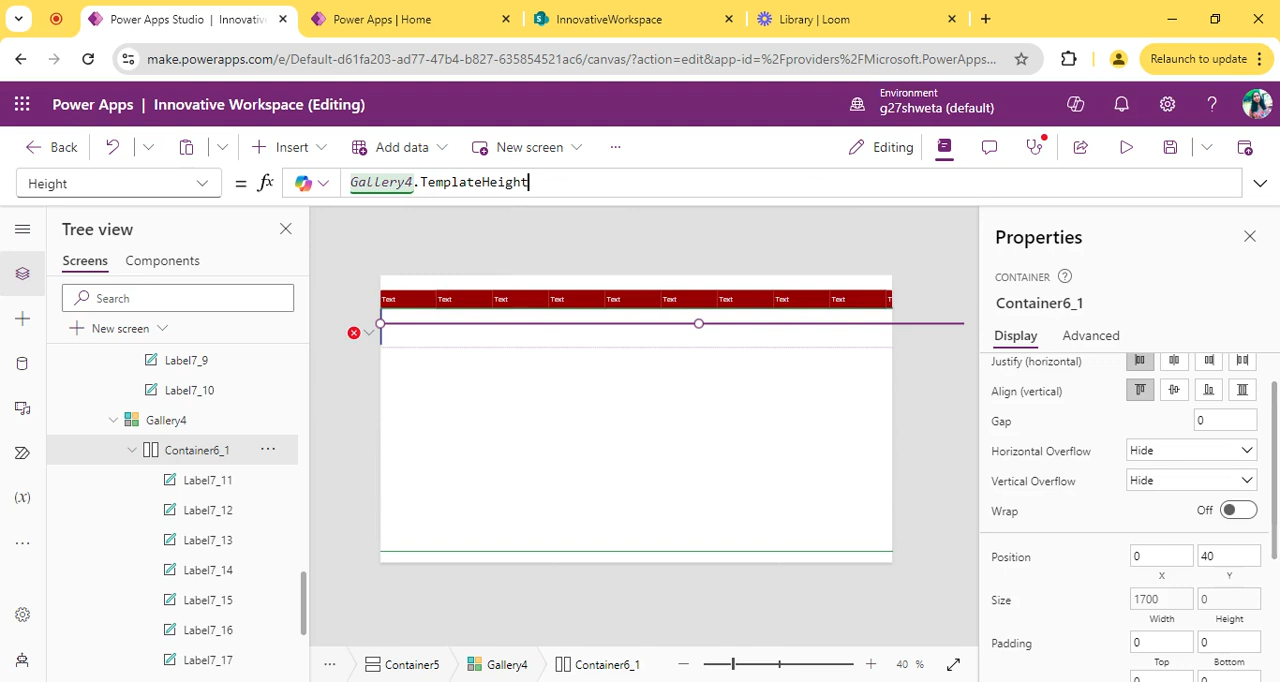 Power Apps Studio | Innovativ
Power Apps | Home
InnovativeWorkspace
Library | Loom
make.powerapps.com/e/Default-d61fa203-ad77-47b4-b827-635854521ac6/canvas/?action=edit&app-id=%2Fproviders%2FMicrosoft.PowerApps...
Relaunch to update
Power Apps | Innovative Workspace (Editing)
Environment
g27shweta (default)
Back
Insert
Add data
New screen
...
Editing
Height
= fx
Gallery4.TemplateHeight
Tree view
Screens
Components
Search
New screen
Label7_9
Label7_10
Gallery4
Container6_1
...
Label7_11
Label7_12
Label7_13
Label7_14
Label7_15
Label7_16
Label7_17
(x)
...
Text Text Text Text Text Text Text Text Text T
... Container5 Gallery4 Container6_1
40 %
Properties
CONTAINER
Container6_1
Display
Advanced
Justify (horizontal)
Align (vertical)
Gap
0
Horizontal Overflow
Hide
Vertical Overflow
Hide
Wrap
Off
Position
0
40
X
Y
Size
1700
0
Width
Height
Padding
0
0
Top
Bottom